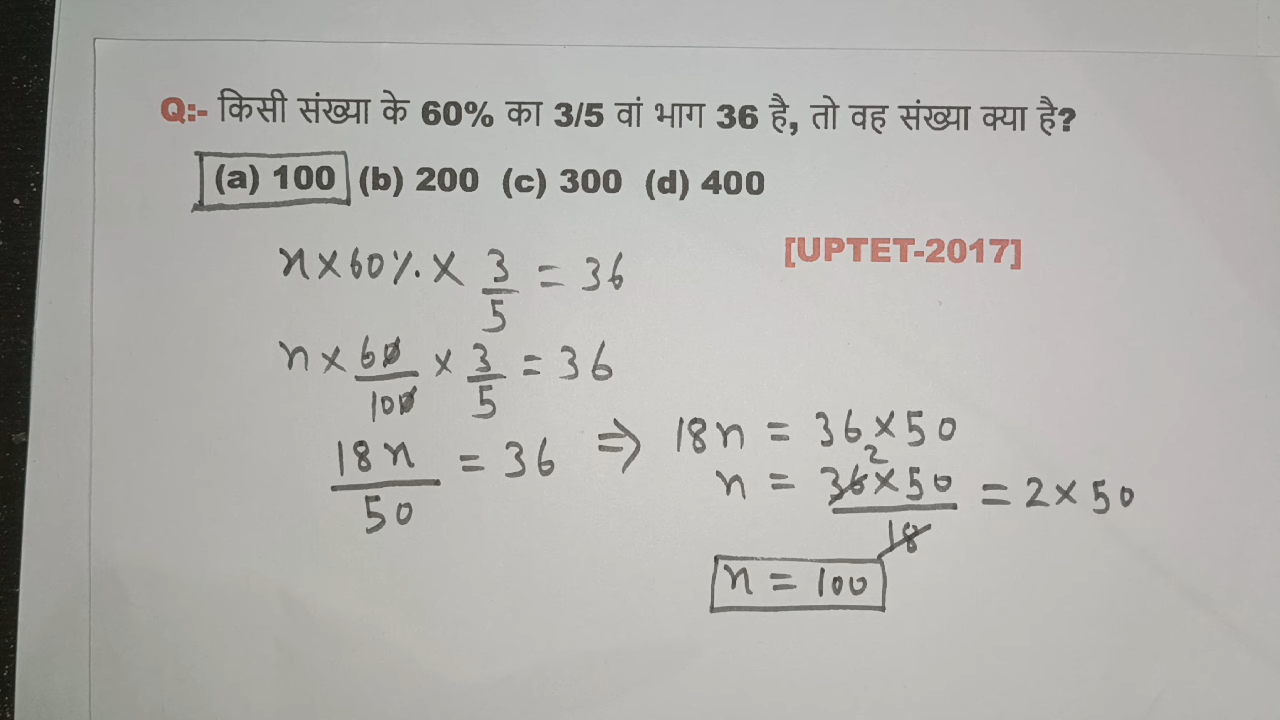 Q:- किसी संख्या के 60% का 3/5 वां भाग 36 है, तो वह संख्या क्या है?
(a) 100 (b) 200 (c) 300 (d) 400
[UPTET-2017]
n × 60% × 3/5 = 36
n × 60/100 × 3/5 = 36
18n/50 = 36 ⇒ 18n = 36 × 50
n = 36 × 50/18 = 2 × 50
2
n = 100